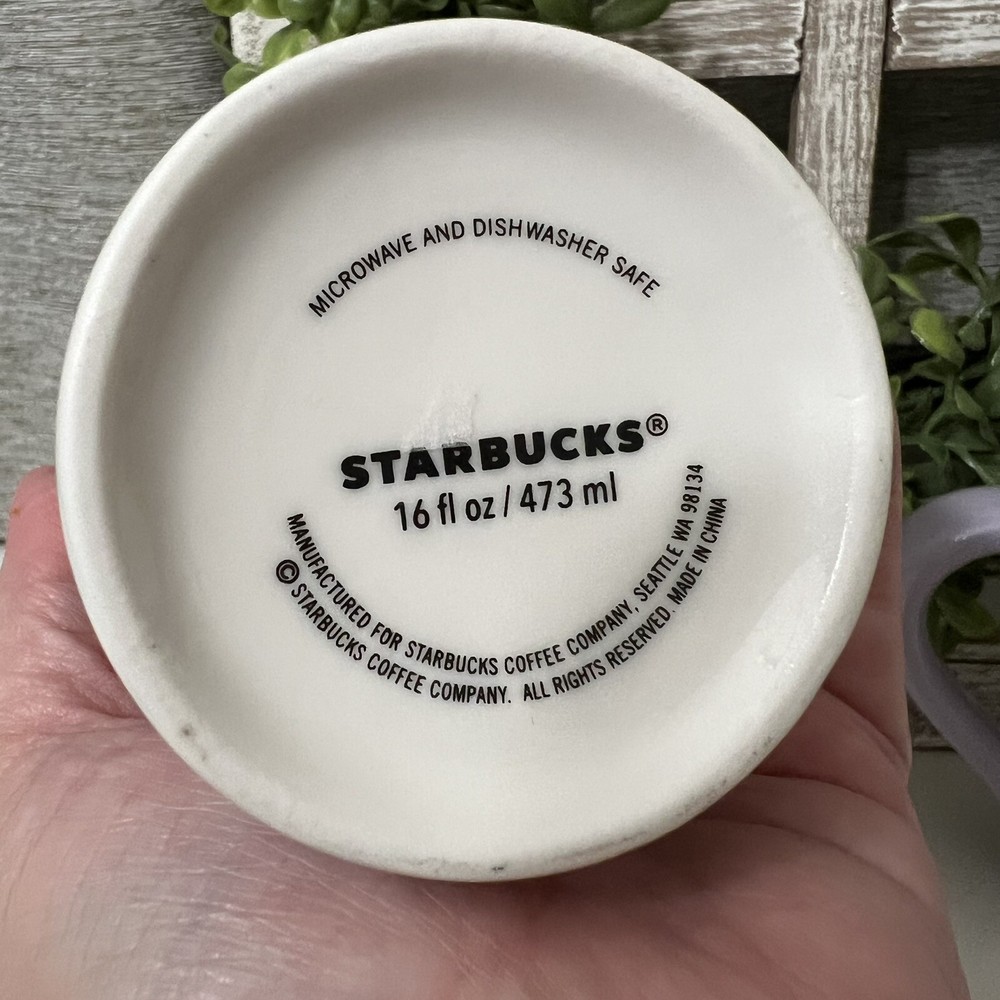 MICROWAVE AND DISHWASHER SAFE
STARBUCKS®
16 fl oz / 473 ml
MANUFACTURED FOR STARBUCKS COFFEE COMPANY, SEATTLE WA 98134
© STARBUCKS COFFEE COMPANY. ALL RIGHTS RESERVED. MADE IN CHINA